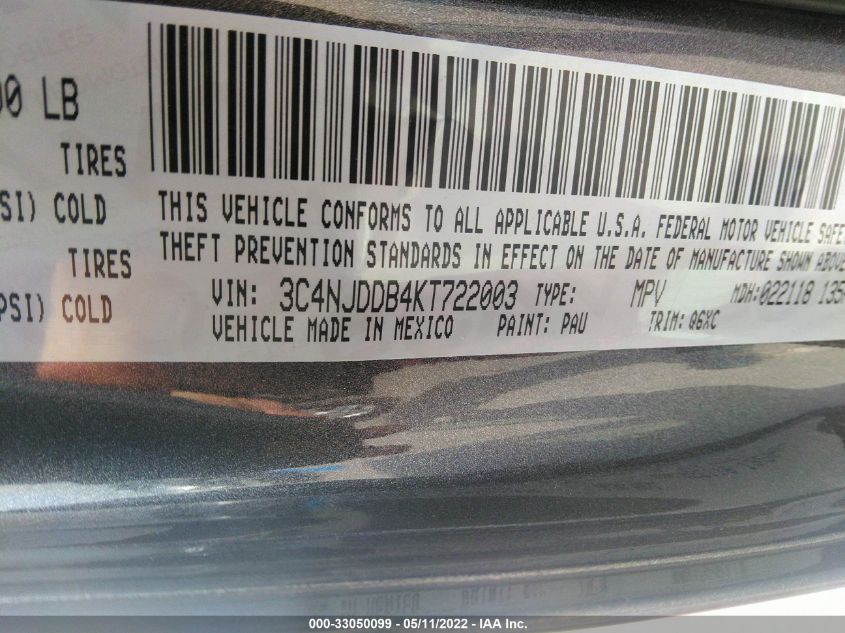 00 LB
TIRES
SI) COLD
TIRES
PSI) COLD
THIS VEHICLE CONFORMS TO ALL APPLICABLE U.S.A. FEDERAL MOTOR VEHICLE SAFE
THEFT PREVENTION STANDARDS IN EFFECT ON THE DATE OF MANUFACTURE SHOWN
VIN: 3C4NJDDB4KT722003 TYPE: MPV MDH:022118 135
VEHICLE MADE IN MEXICO PAINT: PAU TRIM: Q6XC
000-33050099 - 05/11/2022 - IAA Inc.